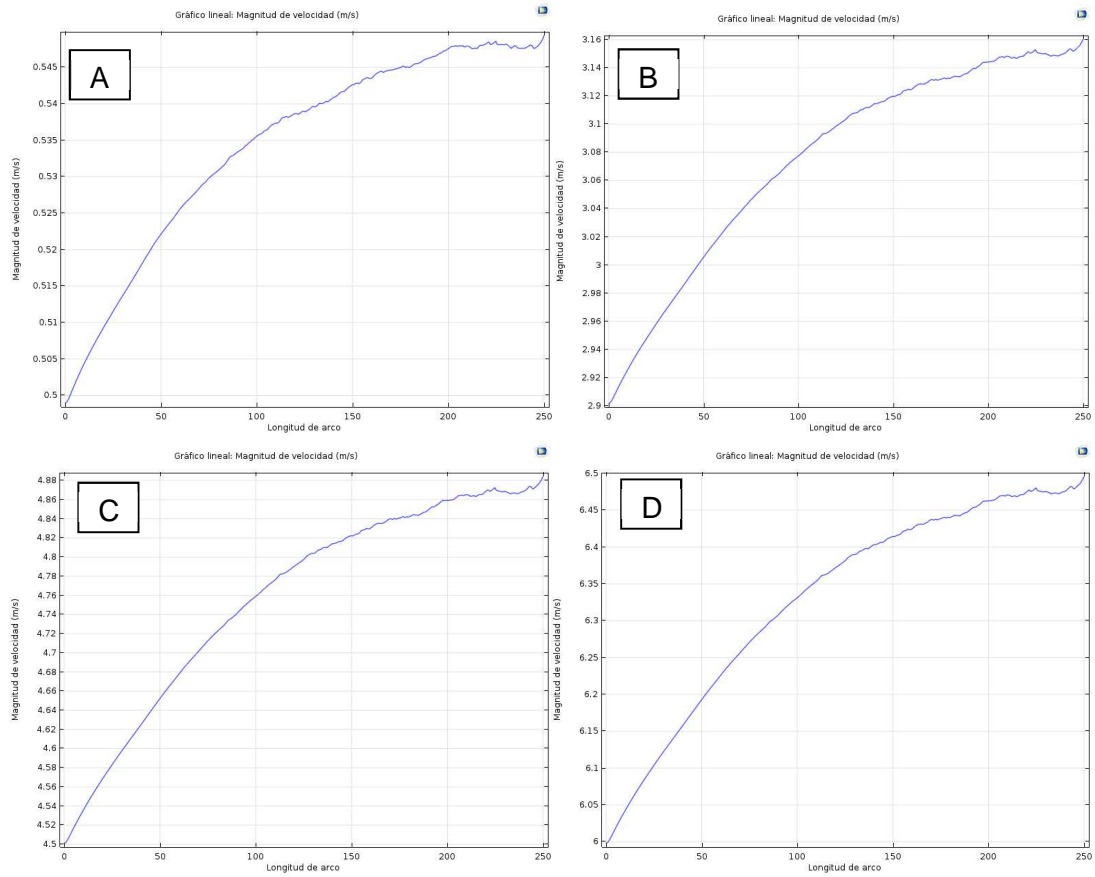 Gráfico lineal: Magnitud de velocidad (m/s)
A
0.545
0.54
0.535
0.53
0.525
0.52
0.515
0.51
0.505
0.5
Magnitud de velocidad (m/s)
0 50 100 150 200 250
Longitud de arco
Gráfico lineal: Magnitud de velocidad (m/s)
B
3.16
3.14
3.12
3.1
3.08
3.06
3.04
3.02
3
2.98
2.96
2.94
2.92
2.9
Magnitud de velocidad (m/s)
0 50 100 150 200 250
Longitud de arco
Gráfico lineal: Magnitud de velocidad (m/s)
C
4.88
4.86
4.84
4.82
4.8
4.78
4.76
4.74
4.72
4.7
4.68
4.66
4.64
4.62
4.6
4.58
4.56
4.54
4.52
4.5
Magnitud de velocidad (m/s)
0 50 100 150 200 250
Longitud de arco
Gráfico lineal: Magnitud de velocidad (m/s)
D
6.5
6.45
6.4
6.35
6.3
6.25
6.2
6.15
6.1
6.05
6
Magnitud de velocidad (m/s)
0 50 100 150 200 250
Longitud de arco